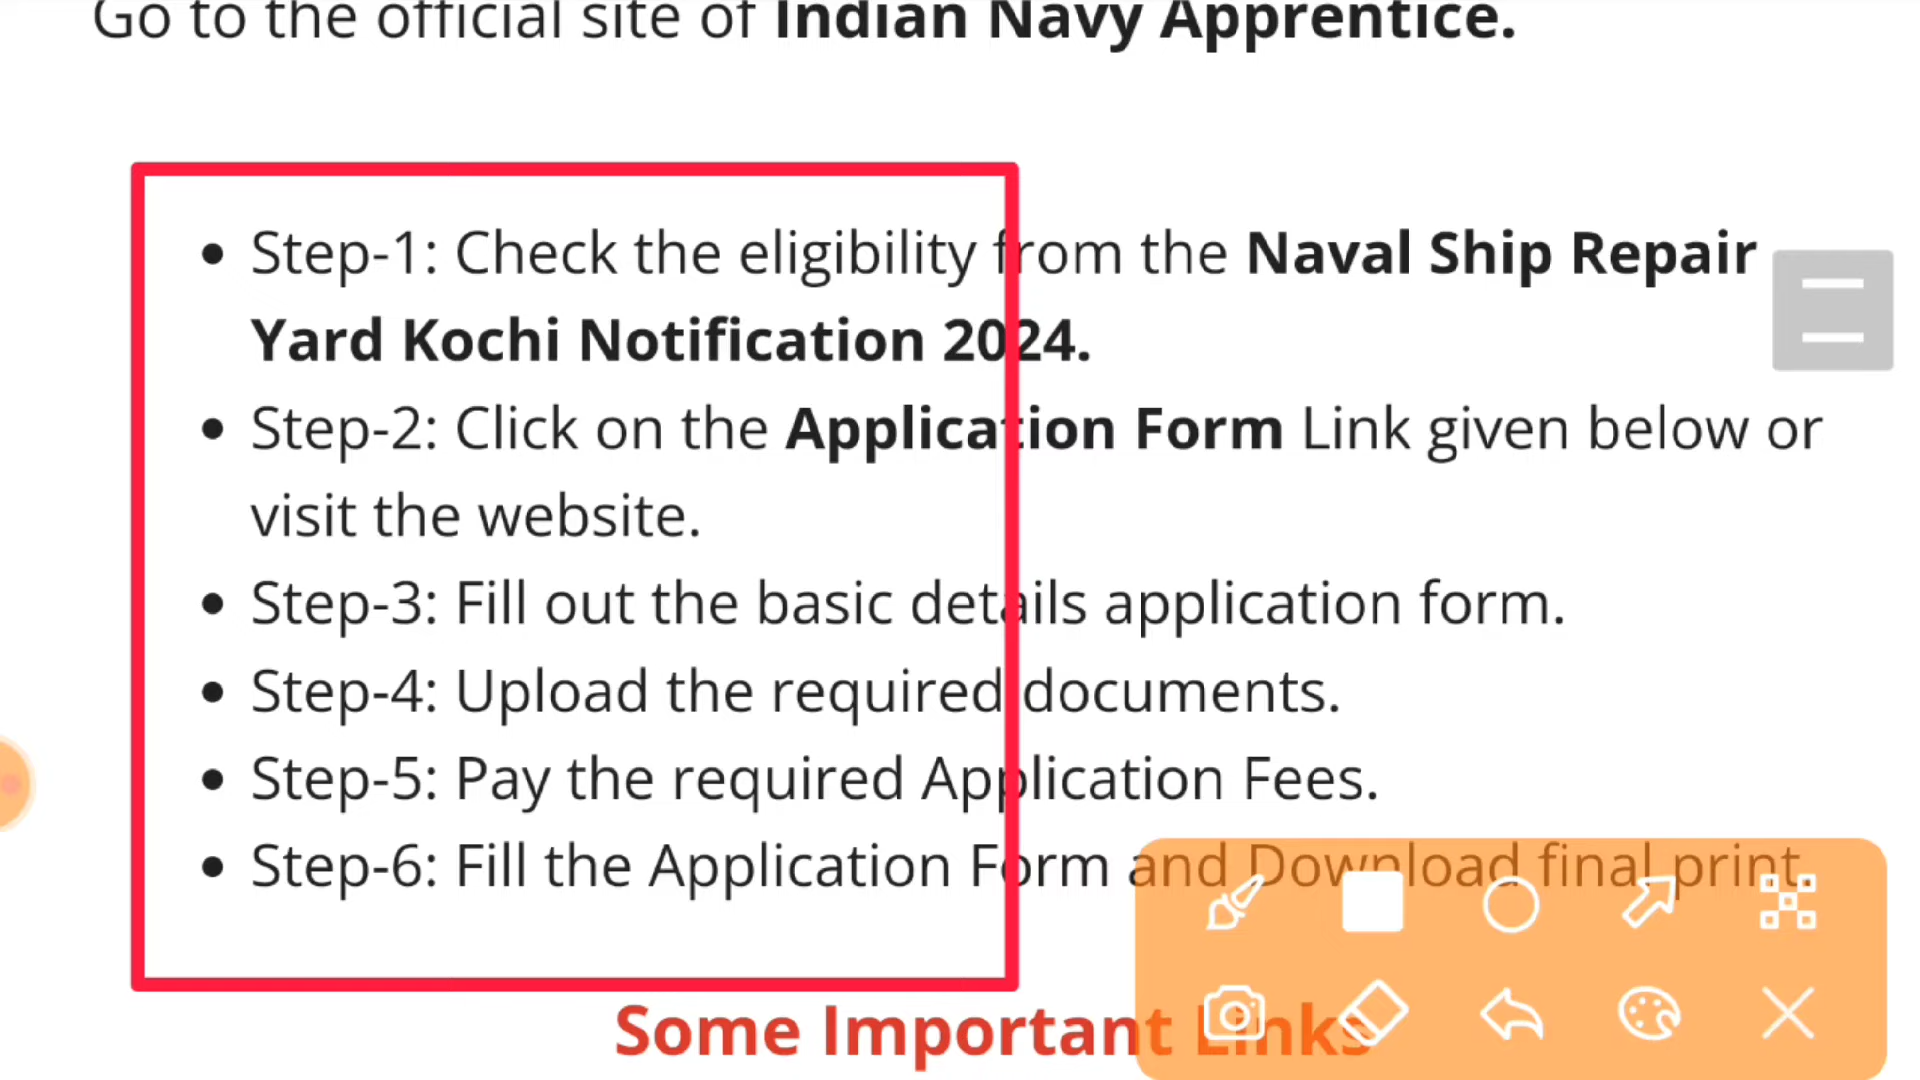 Go to the official site of Indian Navy Apprentice.
Step-1: Check the eligibility from the Naval Ship Repair
Yard Kochi Notification 2024.
Step-2: Click on the Application Form Link given below or
visit the website.
Step-3: Fill out the basic details application form.
Step-4: Upload the required documents.
Step-5: Pay the required Application Fees.
Step-6: Fill the Application Form and Download final print.
Some Important Links